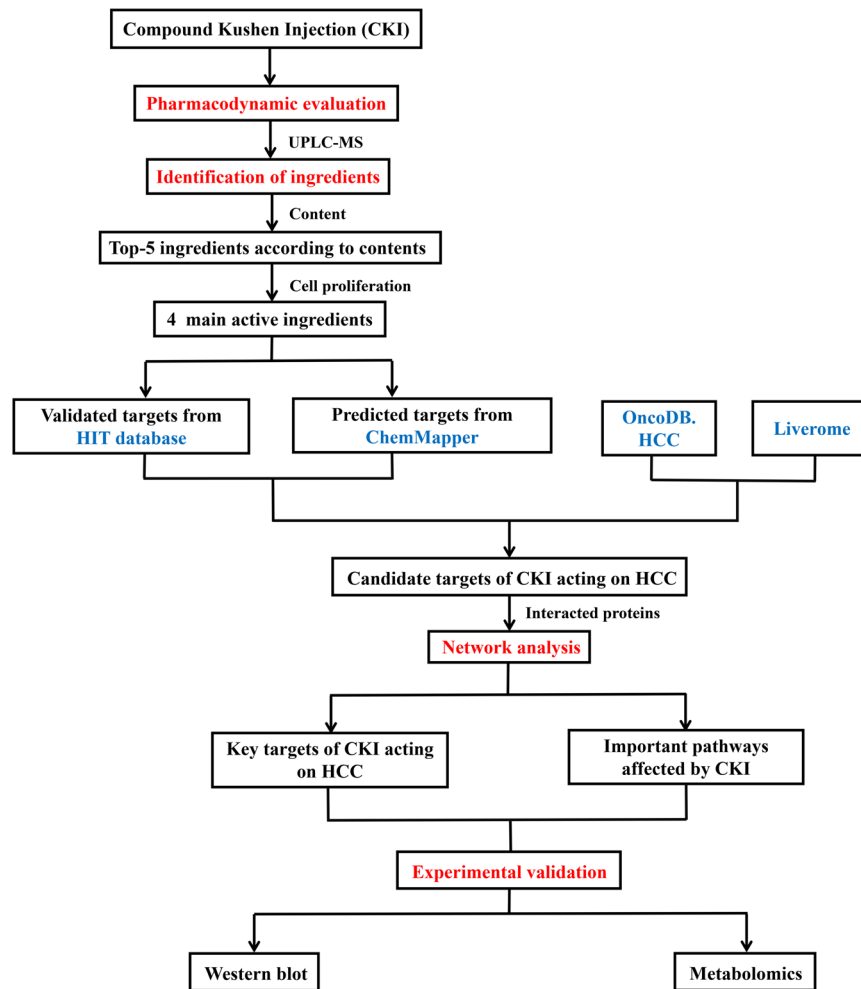 Compound Kushen Injection (CKI)
Pharmacodynamic evaluation
UPLC-MS
Identification of ingredients
Content
Top-5 ingredients according to contents
Cell proliferation
4 main active ingredients
Validated targets from
HIT database
Predicted targets from
ChemMapper
OncoDB.
HCC
Liverome
Candidate targets of CKI acting on HCC
Interacted proteins
Network analysis
Key targets of CKI acting
on HCC
Important pathways
affected by CKI
Experimental validation
Western blot
Metabolomics